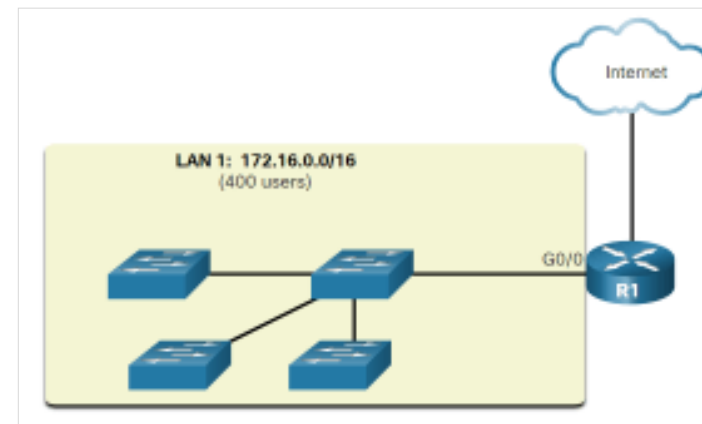 Internet
LAN 1: 172.16.0.0/16
(400 users)
G0/0
R1